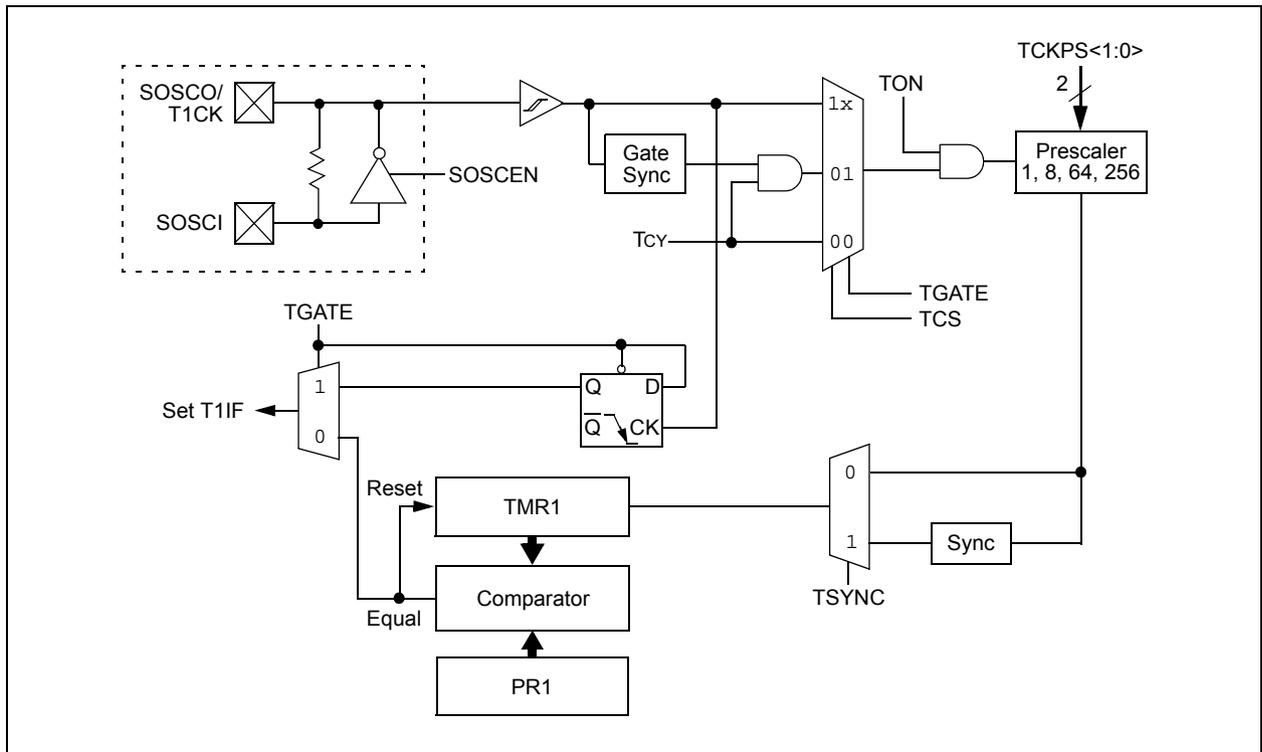 TCKPS<1:0>
SOSCO/
T1CK
2
TON
1x
Gate
Sync
Prescaler
1, 8, 64, 256
SOSCEN
01
SOSCI
TCY
00
TGATE
TCS
TGATE
1
Q
D
Set T1IF
Q
CK
0
Reset
TMR1
0
1
Sync
Comparator
TSYNC
Equal
PR1